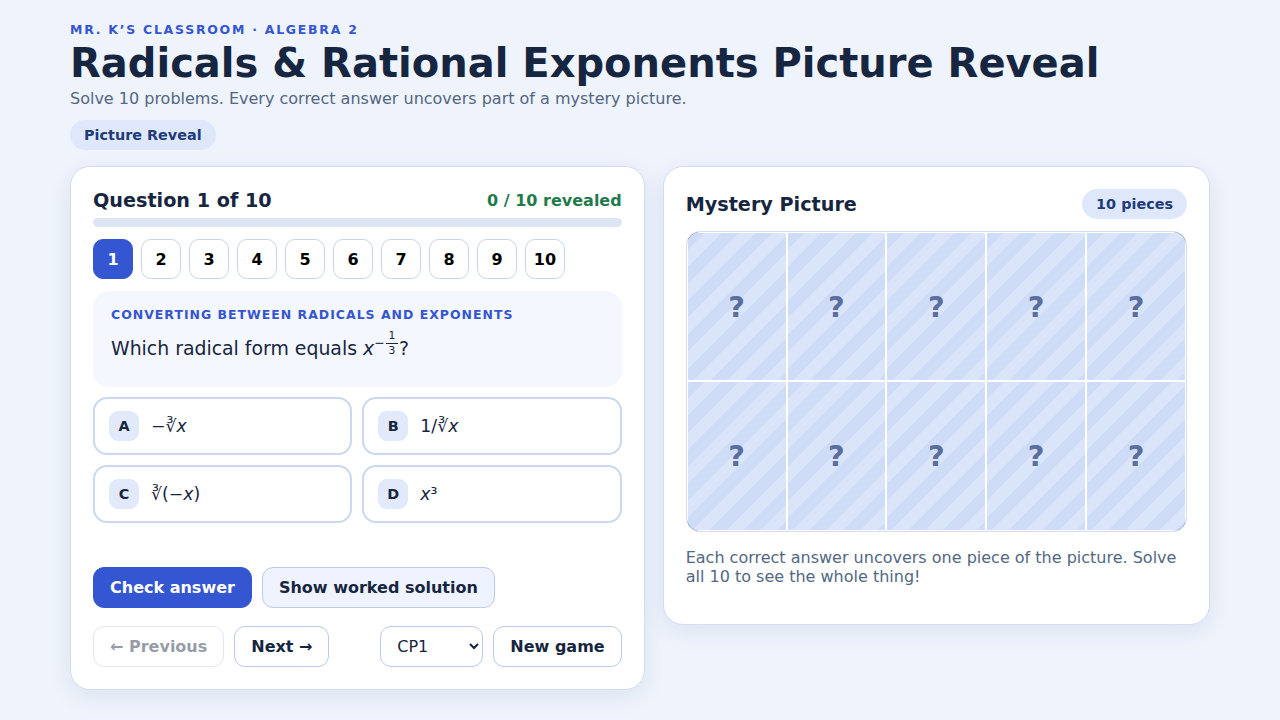 MR. K’S CLASSROOM · ALGEBRA 2
Radicals & Rational Exponents Picture Reveal
Solve 10 problems. Every correct answer uncovers part of a mystery picture.
Picture Reveal
Question 1 of 10
0 / 10 revealed
1 2 3 4 5 6 7 8 9 10
CONVERTING BETWEEN RADICALS AND EXPONENTS
Which radical form equals x^(−1/3)?
A −∛x
B 1/∛x
C ∛(−x)
D x³
Check answer
Show worked solution
← Previous
Next →
CP1
New game
Mystery Picture
10 pieces
? ? ? ? ?
? ? ? ? ?
Each correct answer uncovers one piece of the picture. Solve
all 10 to see the whole thing!